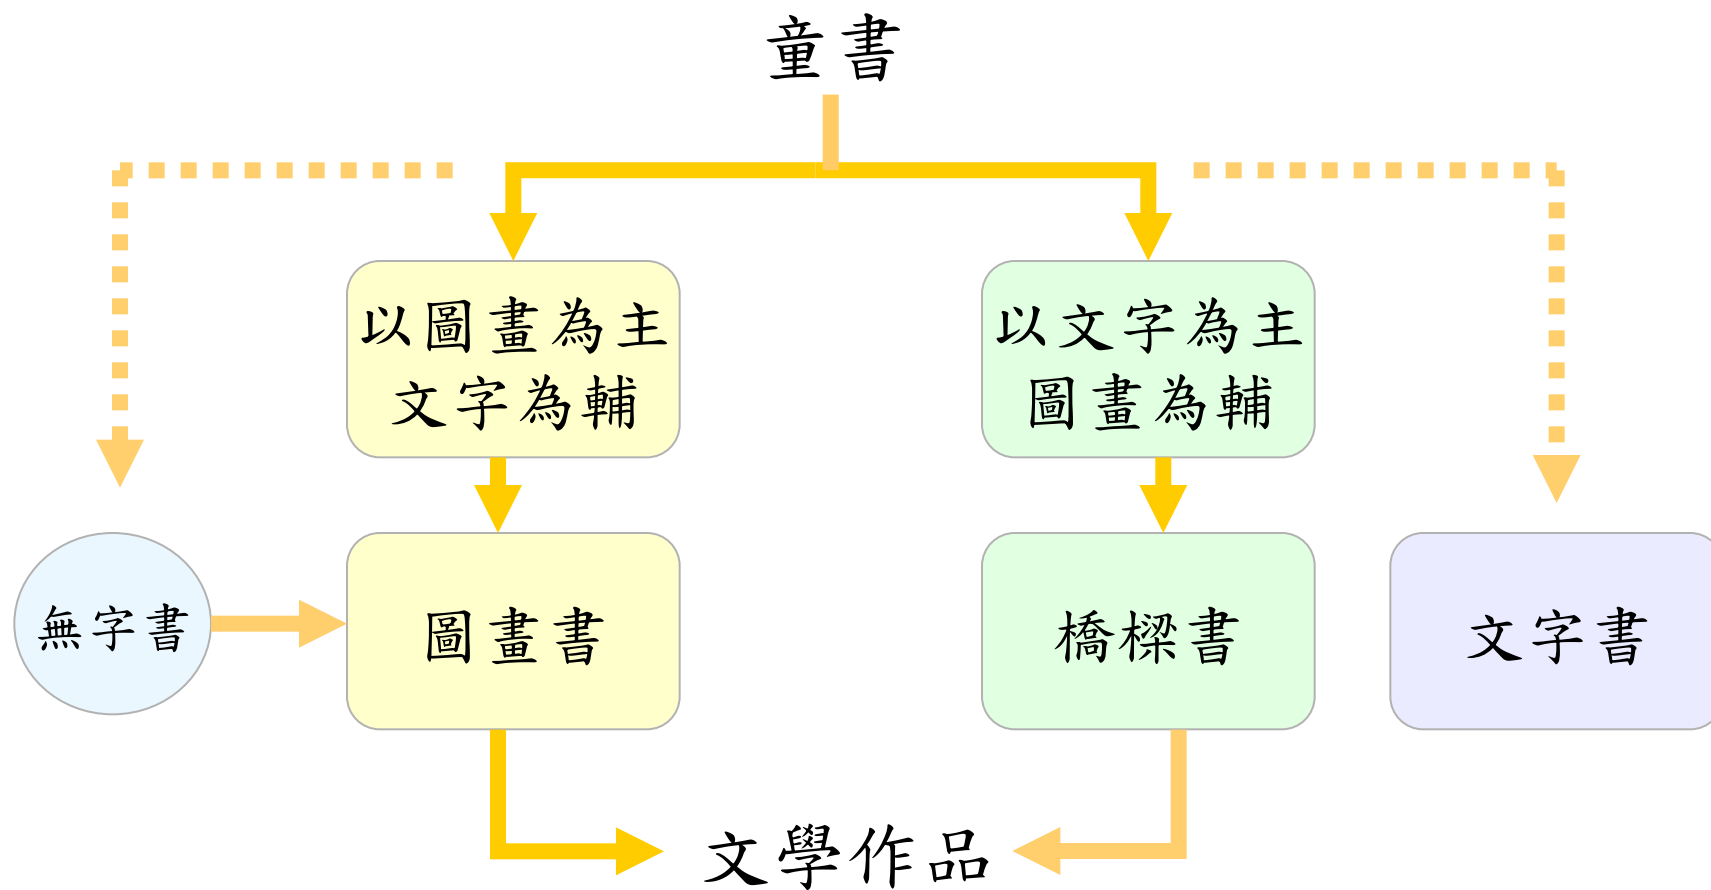 童書
以圖畫為主
文字為輔
以文字為主
圖畫為輔
無字書
圖畫書
橋樑書
文字書
文學作品